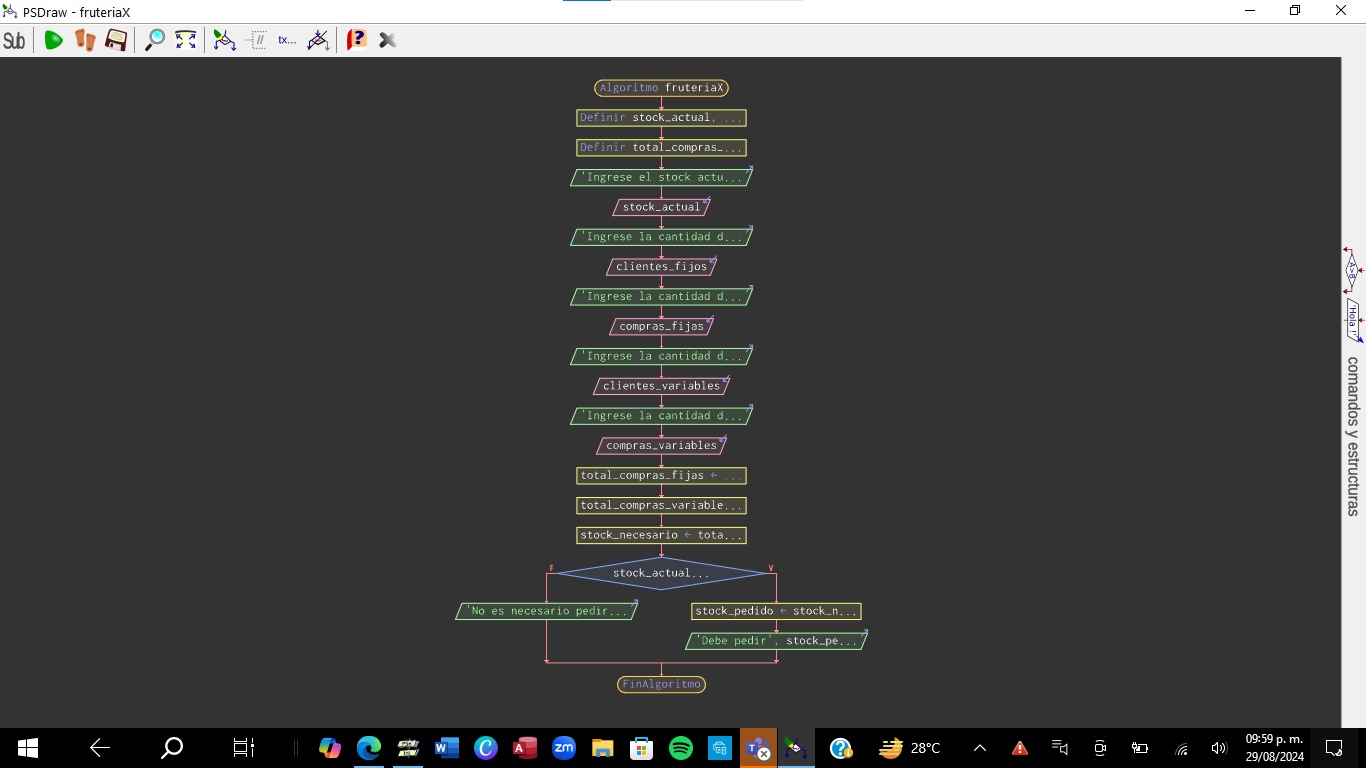 PSDraw - fruteriaX
Sub
tx...
Algoritmo fruteriaX
Definir stock_actual, ...
Definir total_compras_...
'Ingrese el stock actu...
stock_actual
'Ingrese la cantidad d...
clientes_fijos
'Ingrese la cantidad d...
compras_fijas
'Ingrese la cantidad d...
clientes_variables
'Ingrese la cantidad d...
compras_variables
total_compras_fijas ← ...
total_compras_variable...
stock_necesario ← tota...
F
stock_actual...
V
'No es necesario pedir...
stock_pedido ← stock_n...
'Debe pedir', stock_pe...
FinAlgoritmo
A>B
'Hola !'
comandos y estructuras
zm
28°C
09:59 p. m.
29/08/2024